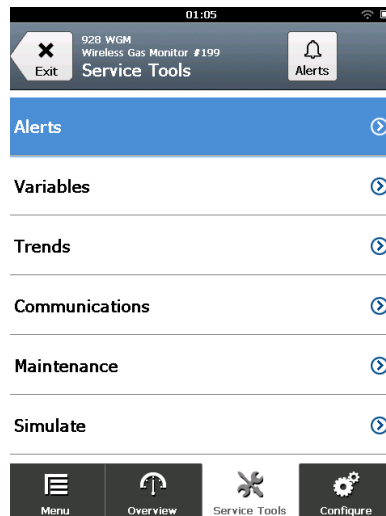 01:05
928 WGM
Wireless Gas Monitor #199
Service Tools
Exit
Alerts
Alerts
Variables
Trends
Communications
Maintenance
Simulate
Menu
Overview
Service Tools
Configure